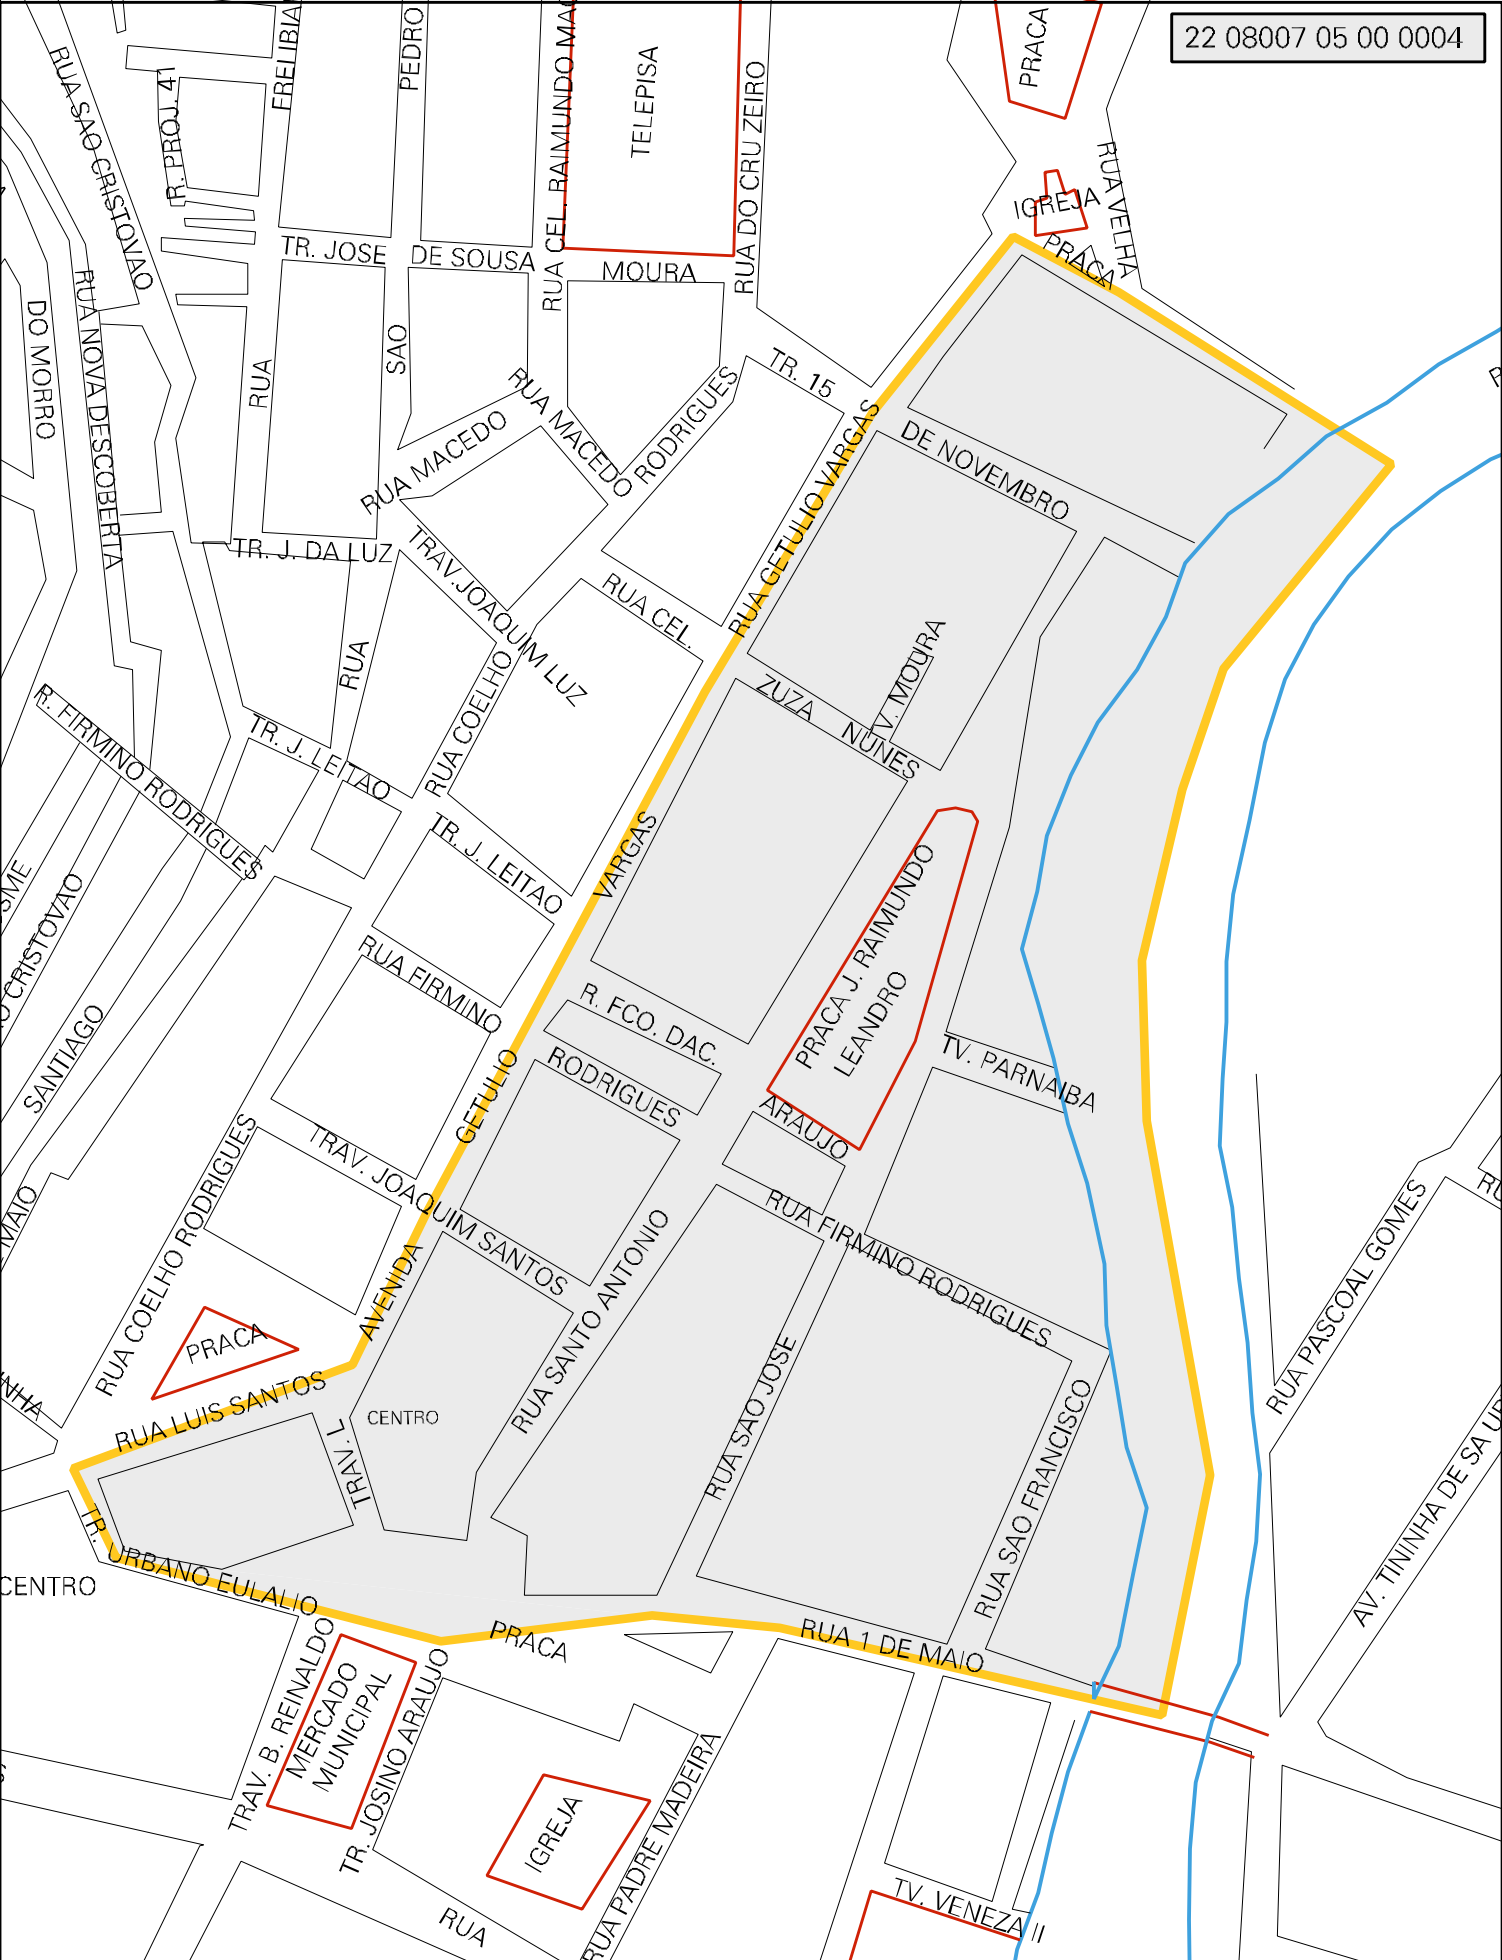 22 08007 05 00 0004
PRACA
TELEPISA
PEDRO
RUA CEL. RAIMUNDO
RUA DO CRU ZEIRO
RUA SAO CRISTOVAO
R. PROJ. 41
RUA VELHA
IGREJA
PRACA
TR. JOSE
DE SOUSA
MOURA
RUA NOVA DESCOBERTA
DO MORRO
RUA
SAO
TR. 15
DE NOVEMBRO
RUA MACEDO
RUA MACEDO
RODRIGUES
RUA GETULIO VARGAS
TR. J. DA LUZ
TRAV.JOAQUIM LUZ
RUA CEL.
ZUZA
NUNES
V. MOURA
RUA
RUA COELHO
R. FIRMINO RODRIGUES
TR. J. LEITAO
TR. J. LEITAO
VARGAS
PRACA J. RAIMUNDO
LEANDRO
CRISTOVAO
SANTIAGO
RUA FIRMINO
R. FCO. DAC.
RODRIGUES
ARAUJO
TV. PARNAIBA
GETULIO
TRAV. JOAQUIM SANTOS
RUA COELHO RODRIGUES
MAIO
AVENIDA
RUA SANTO ANTONIO
RUA FIRMINO RODRIGUES
RUA PASCOAL GOMES
PRACA
RUA LUIS SANTOS
TRAV. L.
CENTRO
RUA SAO JOSE
RUA SAO FRANCISCO
AV. TININHA DE SA
TR.
URBANO EULALIO
CENTRO
PRACA
RUA 1 DE MAIO
TRAV. B. REINALDO
MERCADO
MUNICIPAL
TR. JOSINO ARAUJO
IGREJA
RUA PADRE MADEIRA
RUA
TV. VENEZA II